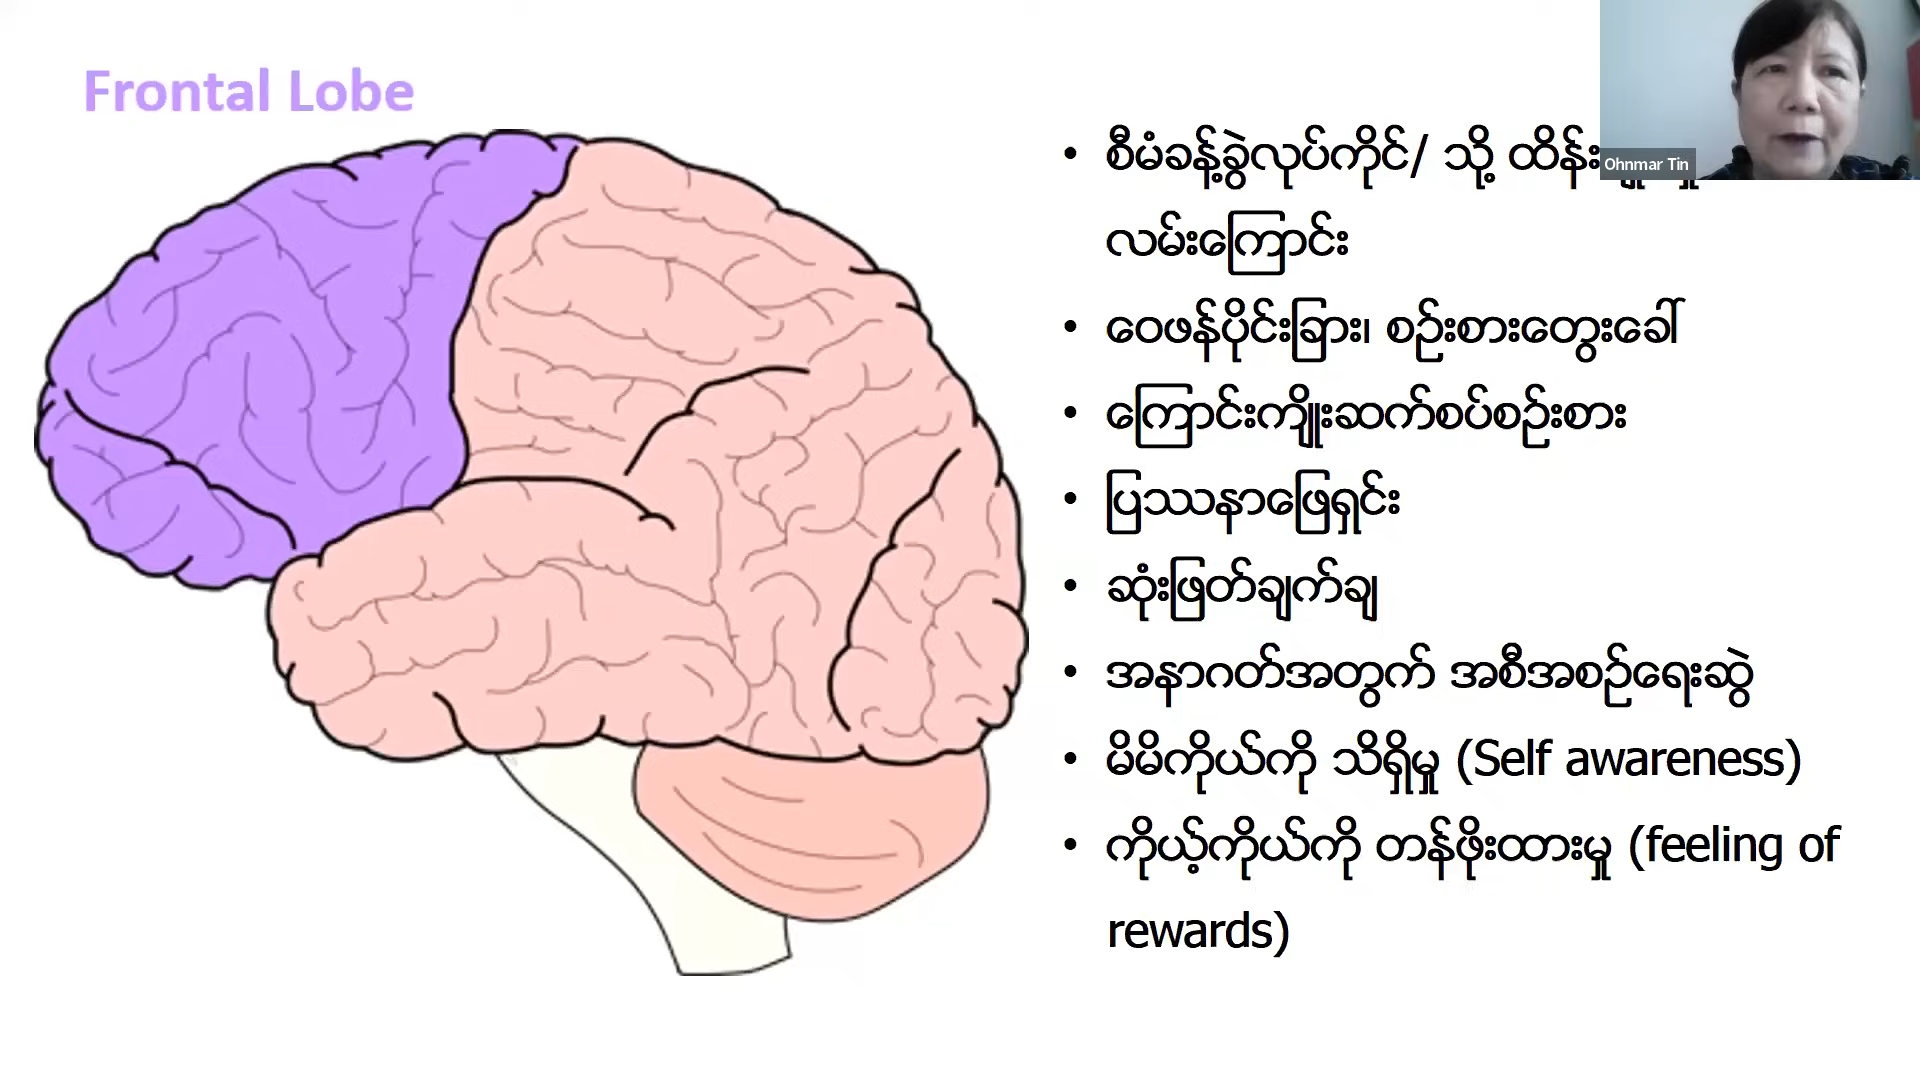 Frontal Lobe
Ohnmar Tin
• စီမံခန့်ခွဲလုပ်ကိုင်/ သို့
လမ်းကြောင်း
• ဝေဖန်ပိုင်းခြား၊ စဉ်းစားတွေးခေါ်
• ကြောင်းကျိုးဆက်စပ်စဉ်းစား
• ပြဿနာဖြေရှင်း
• ဆုံးဖြတ်ချက်ချ
• အနာဂတ်အတွက် အစီအစဉ်ရေးဆွဲ
• မိမိကိုယ်ကို သိရှိမှု (Self awareness)
• ကိုယ့်ကိုယ်ကို တန်ဖိုးထားမှု (feeling of
rewards)